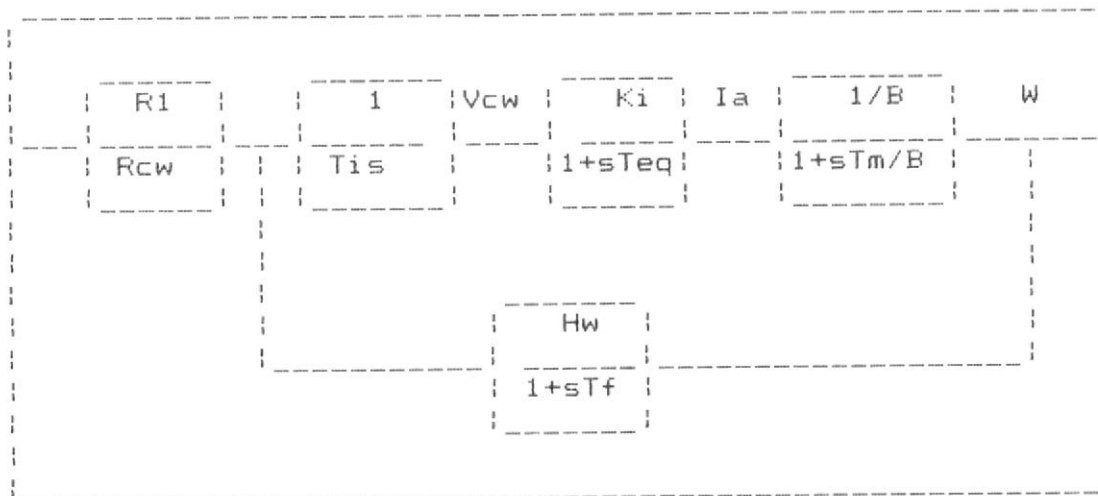 R1 1 Vcw Ki Ia 1/B W
Rcw Tis 1+sTeq 1+sTm/B
Hw
1+sTf